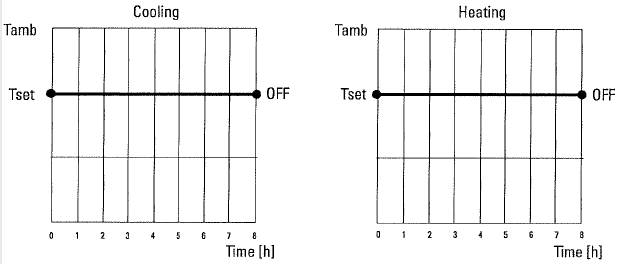 Cooling
Tamb
Tset
OFF
0 1 2 3 4 5 6 7 8
Time [h]
Heating
Tamb
Tset
OFF
0 1 2 3 4 5 6 7 8
Time [h]